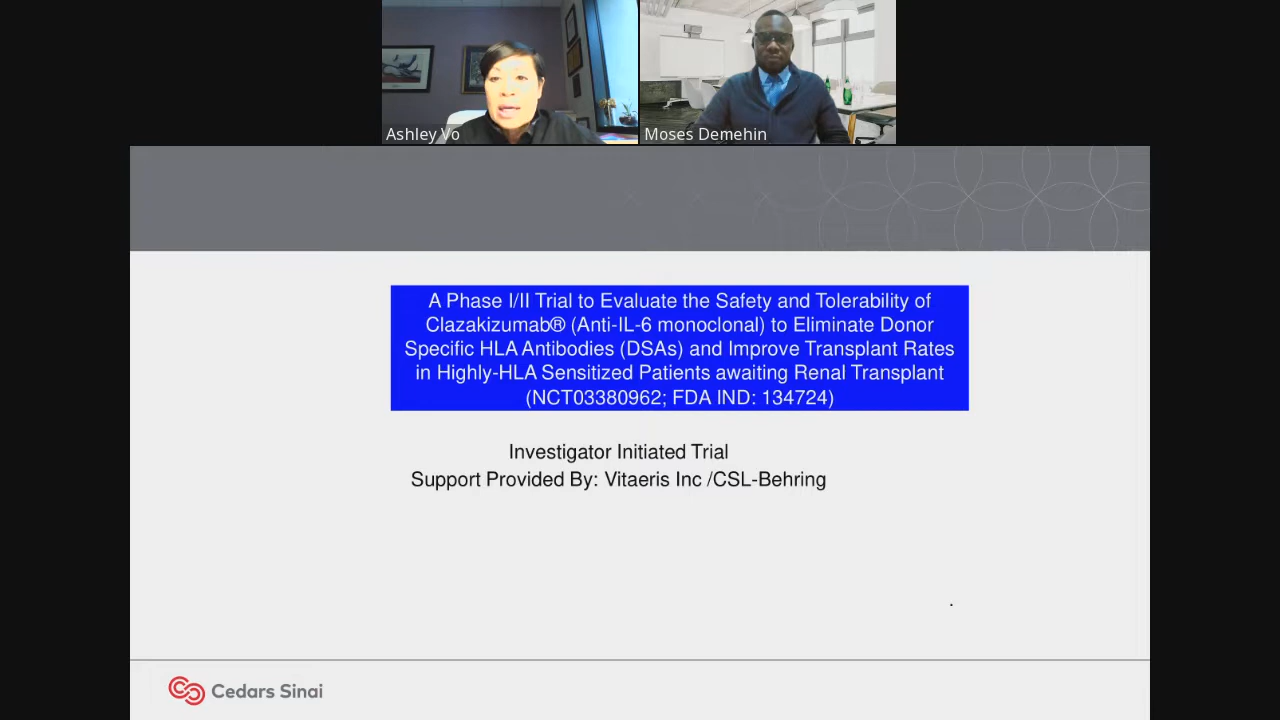 Ashley Vo
Moses Demehin
A Phase I/II Trial to Evaluate the Safety and Tolerability of
Clazakizumab® (Anti-IL-6 monoclonal) to Eliminate Donor
Specific HLA Antibodies (DSAs) and Improve Transplant Rates
in Highly-HLA Sensitized Patients awaiting Renal Transplant
(NCT03380962; FDA IND: 134724)
Investigator Initiated Trial
Support Provided By: Vitaeris Inc /CSL-Behring
.
Cedars Sinai